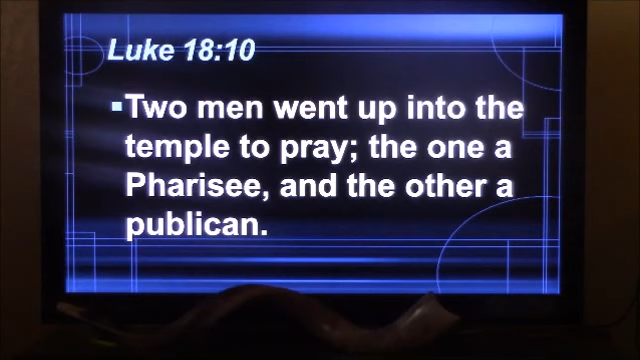 Luke 18:10
▪Two men went up into the
temple to pray; the one a
Pharisee, and the other a
publican.